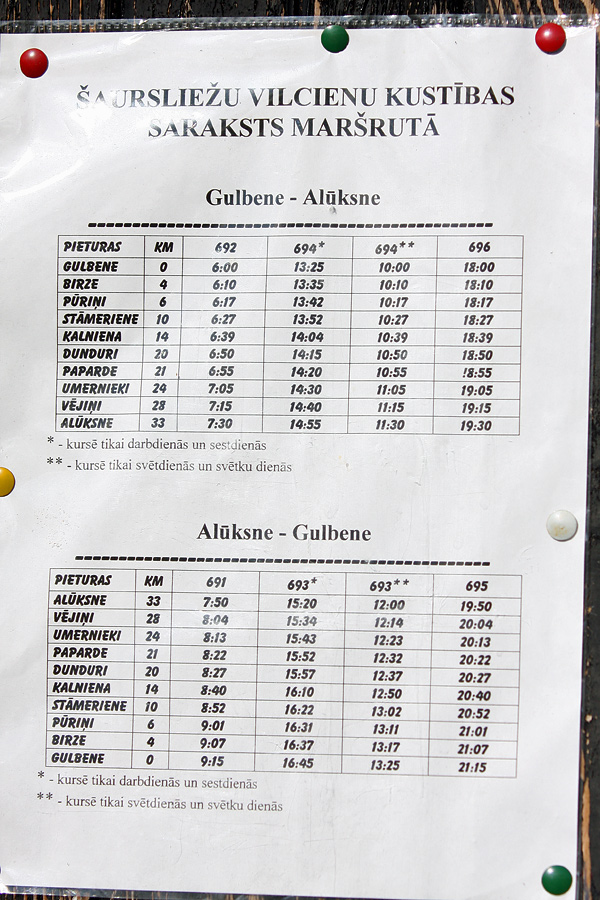 ŠAURSLIEŽU VILCIENU KUSTĪBAS
SARAKSTS MARŠRUTĀ
Gulbene - Alūksne
PIETURAS KM 692 694* 694** 696
GULBENE 0 6:00 13:25 10:00 18:00
BIRZE 4 6:10 13:35 10:10 18:10
PŪRIŅI 6 6:17 13:42 10:17 18:17
STĀMERIENE 10 6:27 13:52 10:27 18:27
KALNIENA 14 6:39 14:04 10:39 18:39
DUNDURI 20 6:50 14:15 10:50 18:50
PAPARDE 21 6:55 14:20 10:55 18:55
UMERNIEKI 24 7:05 14:30 11:05 19:05
VĒJIŅI 28 7:15 14:40 11:15 19:15
ALŪKSNE 33 7:30 14:55 11:30 19:30
* - kursē tikai darbdienās un sestdienās
** - kursē tikai svētdienās un svētku dienās
Alūksne - Gulbene
PIETURAS KM 691 693* 693** 695
ALŪKSNE 33 7:50 15:20 12:00 19:50
VĒJIŅI 28 8:04 15:34 12:14 20:04
UMERNIEKI 24 8:13 15:43 12:23 20:13
PAPARDE 21 8:22 15:52 12:32 20:22
DUNDURI 20 8:27 15:57 12:37 20:27
KALNIENA 14 8:40 16:10 12:50 20:40
STĀMERIENE 10 8:52 16:22 13:02 20:52
PŪRIŅI 6 9:01 16:31 13:11 21:01
BIRZE 4 9:07 16:37 13:17 21:07
GULBENE 0 9:15 16:45 13:25 21:15
* - kursē tikai darbdienās un sestdienās
** - kursē tikai svētdienās un svētku dienās